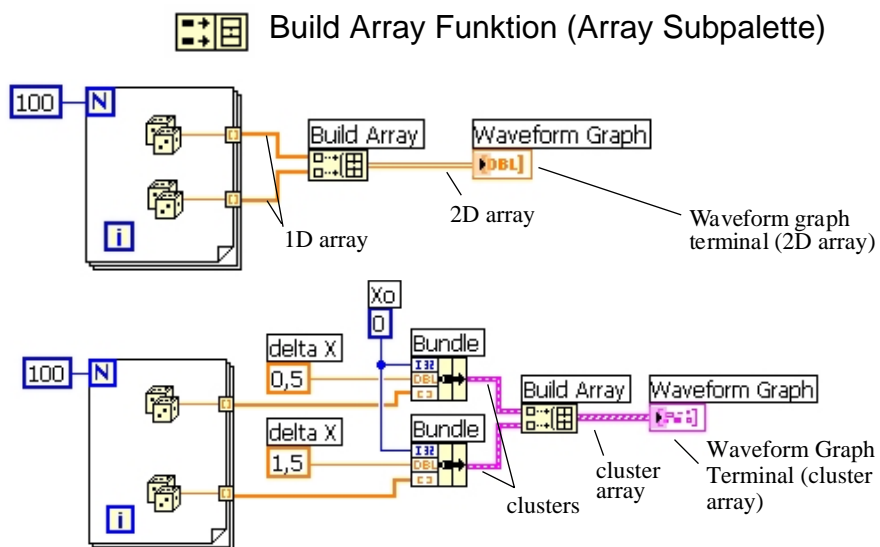 Build Array Funktion (Array Subpalette)
100
N
i
Build Array
Waveform Graph
DBL]
1D array
2D array
Waveform graph
terminal (2D array)
Xo
0
100
N
i
delta X
0,5
Bundle
I32
DBL
[ ]
delta X
1,5
Bundle
I32
DBL
[ ]
Build Array
Waveform Graph
clusters
cluster
array
Waveform Graph
Terminal (cluster
array)